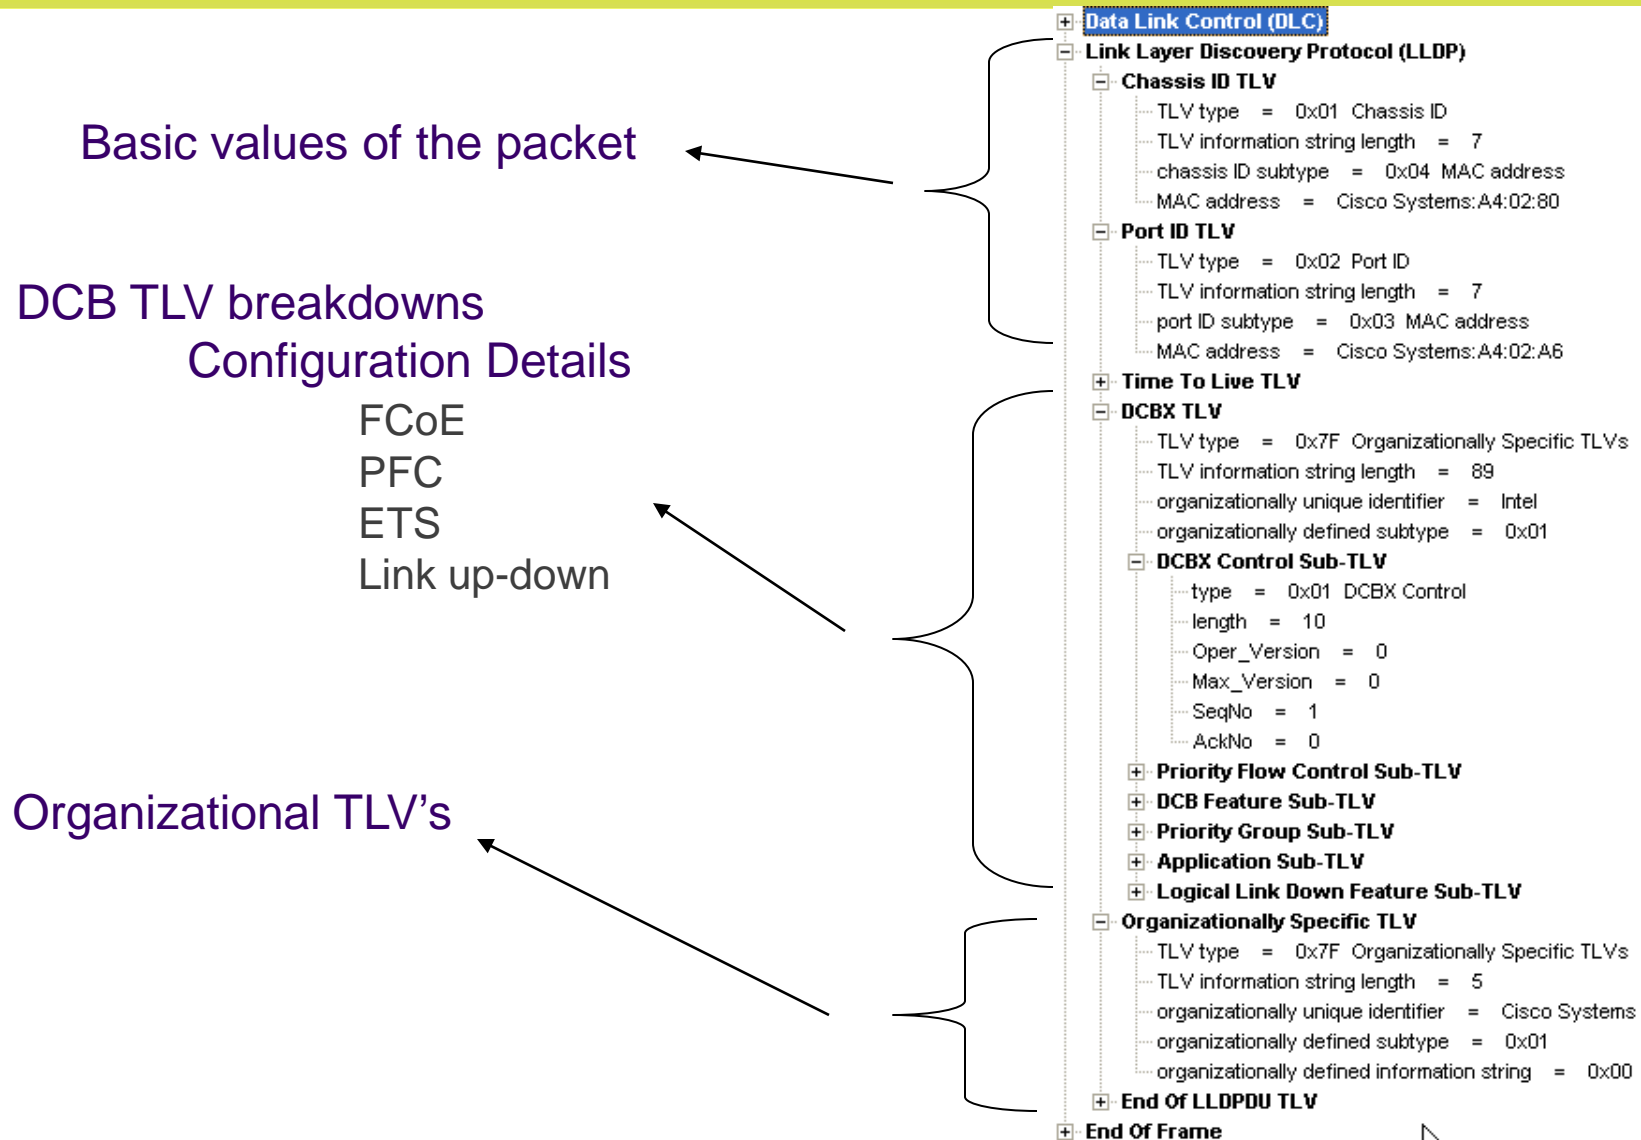 Basic values of the packet
DCB TLV breakdowns
Configuration Details
FCoE
PFC
ETS
Link up-down
Organizational TLV’s
Data Link Control (DLC)
Link Layer Discovery Protocol (LLDP)
Chassis ID TLV
TLV type = 0x01 Chassis ID
TLV information string length = 7
chassis ID subtype = 0x04 MAC address
MAC address = Cisco Systems:A4:02:80
Port ID TLV
TLV type = 0x02 Port ID
TLV information string length = 7
port ID subtype = 0x03 MAC address
MAC address = Cisco Systems:A4:02:A6
Time To Live TLV
DCBX TLV
TLV type = 0x7F Organizationally Specific TLVs
TLV information string length = 89
organizationally unique identifier = Intel
organizationally defined subtype = 0x01
DCBX Control Sub-TLV
type = 0x01 DCBX Control
length = 10
Oper_Version = 0
Max_Version = 0
SeqNo = 1
AckNo = 0
Priority Flow Control Sub-TLV
DCB Feature Sub-TLV
Priority Group Sub-TLV
Application Sub-TLV
Logical Link Down Feature Sub-TLV
Organizationally Specific TLV
TLV type = 0x7F Organizationally Specific TLVs
TLV information string length = 5
organizationally unique identifier = Cisco Systems
organizationally defined subtype = 0x01
organizationally defined information string = 0x00
End Of LLDPDU TLV
End Of Frame